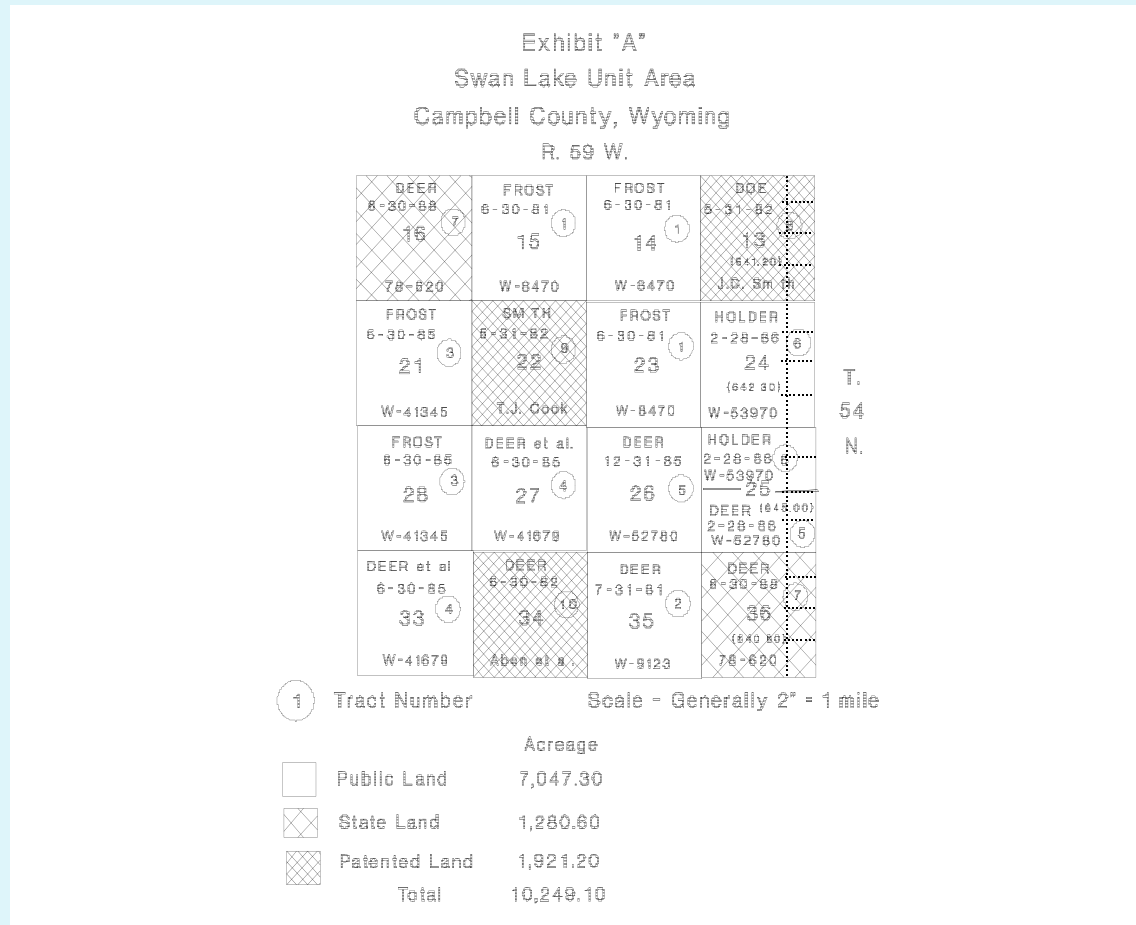 Exhibit "A"
Swan Lake Unit Area
Campbell County, Wyoming
R. 59 W.
DEER
6-30-88
7
16
78-620
FROST
6-30-81
1
15
W-8470
FROST
6-30-81
1
14
W-8470
DOE
5-31-82
13
(641.20)
FROST
6-30-85
3
21
W-41345
SM TH
5-31-82
9
22
T.J. Cook
FROST
6-30-81
1
23
W-8470
HOLDER
2-28-86
6
24
(642 30)
W-53970
T.
54
N.
FROST
6-30-85
3
28
W-41345
DEER et al.
6-30-85
4
27
W-41679
DEER
12-31-85
5
26
W-52780
HOLDER
2-28-86
6
W-53970
25
DEER
2-28-86
W-52780
5
DEER et al
6-30-85
4
33
W-41679
DEER
6-30-82
10
34
DEER
7-31-81
2
35
W-9123
DEER
6-30-88
7
36
(640 60)
78-620
1 Tract Number Scale - Generally 2" = 1 mile
Acreage
Public Land 7,047.30
State Land 1,280.60
Patented Land 1,921.20
Total 10,249.10